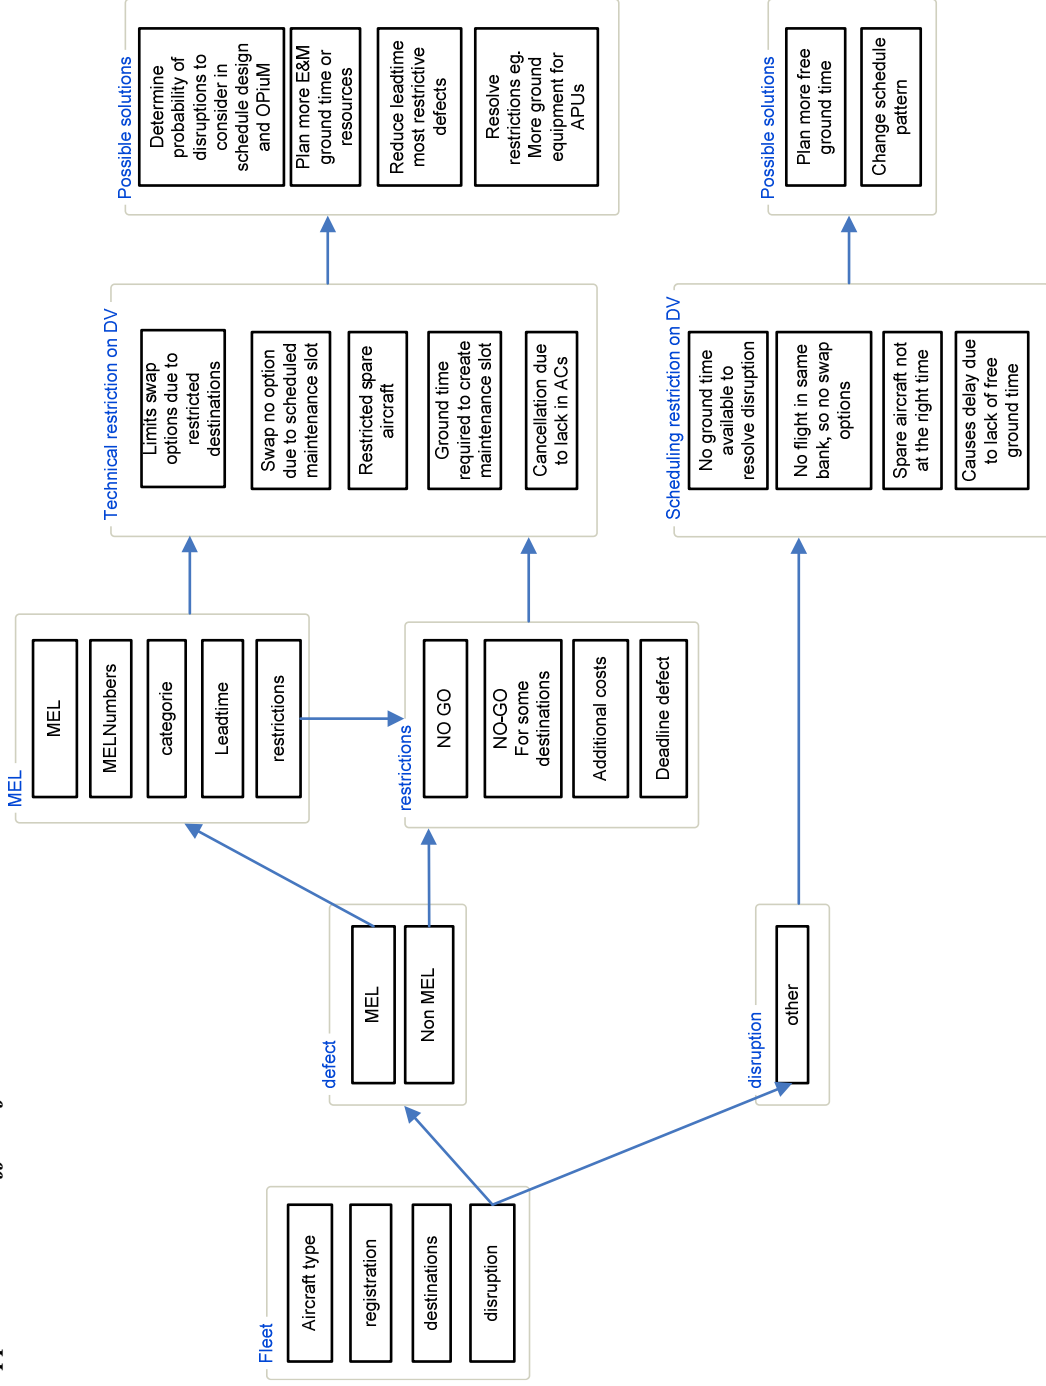 Fleet
Aircraft type
registration
destinations
disruption
defect
MEL
Non MEL
disruption
other
MEL
MEL
MELNumbers
categorie
Leadtime
restrictions
restrictions
NO GO
NO-GO
For some
destinations
Additional costs
Deadline defect
Technical restriction on DV
Limits swap
options due to
restricted
destinations
Swap no option
due to scheduled
maintenance slot
Restricted spare
aircraft
Ground time
required to create
maintenance slot
Cancellation due
to lack in ACs
Scheduling restriction on DV
No ground time
available to
resolve disruption
No flight in same
bank, so no swap
options
Spare aircraft not
at the right time
Causes delay due
to lack of free
ground time
Possible solutions
Determine
probability of
disruptions to
consider in
schedule design
and OPiuM
Plan more E&M
ground time or
resources
Reduce leadtime
most restrictive
defects
Resolve
restrictions eg.
More ground
equipment for
APUs
Possible solutions
Plan more free
ground time
Change schedule
pattern